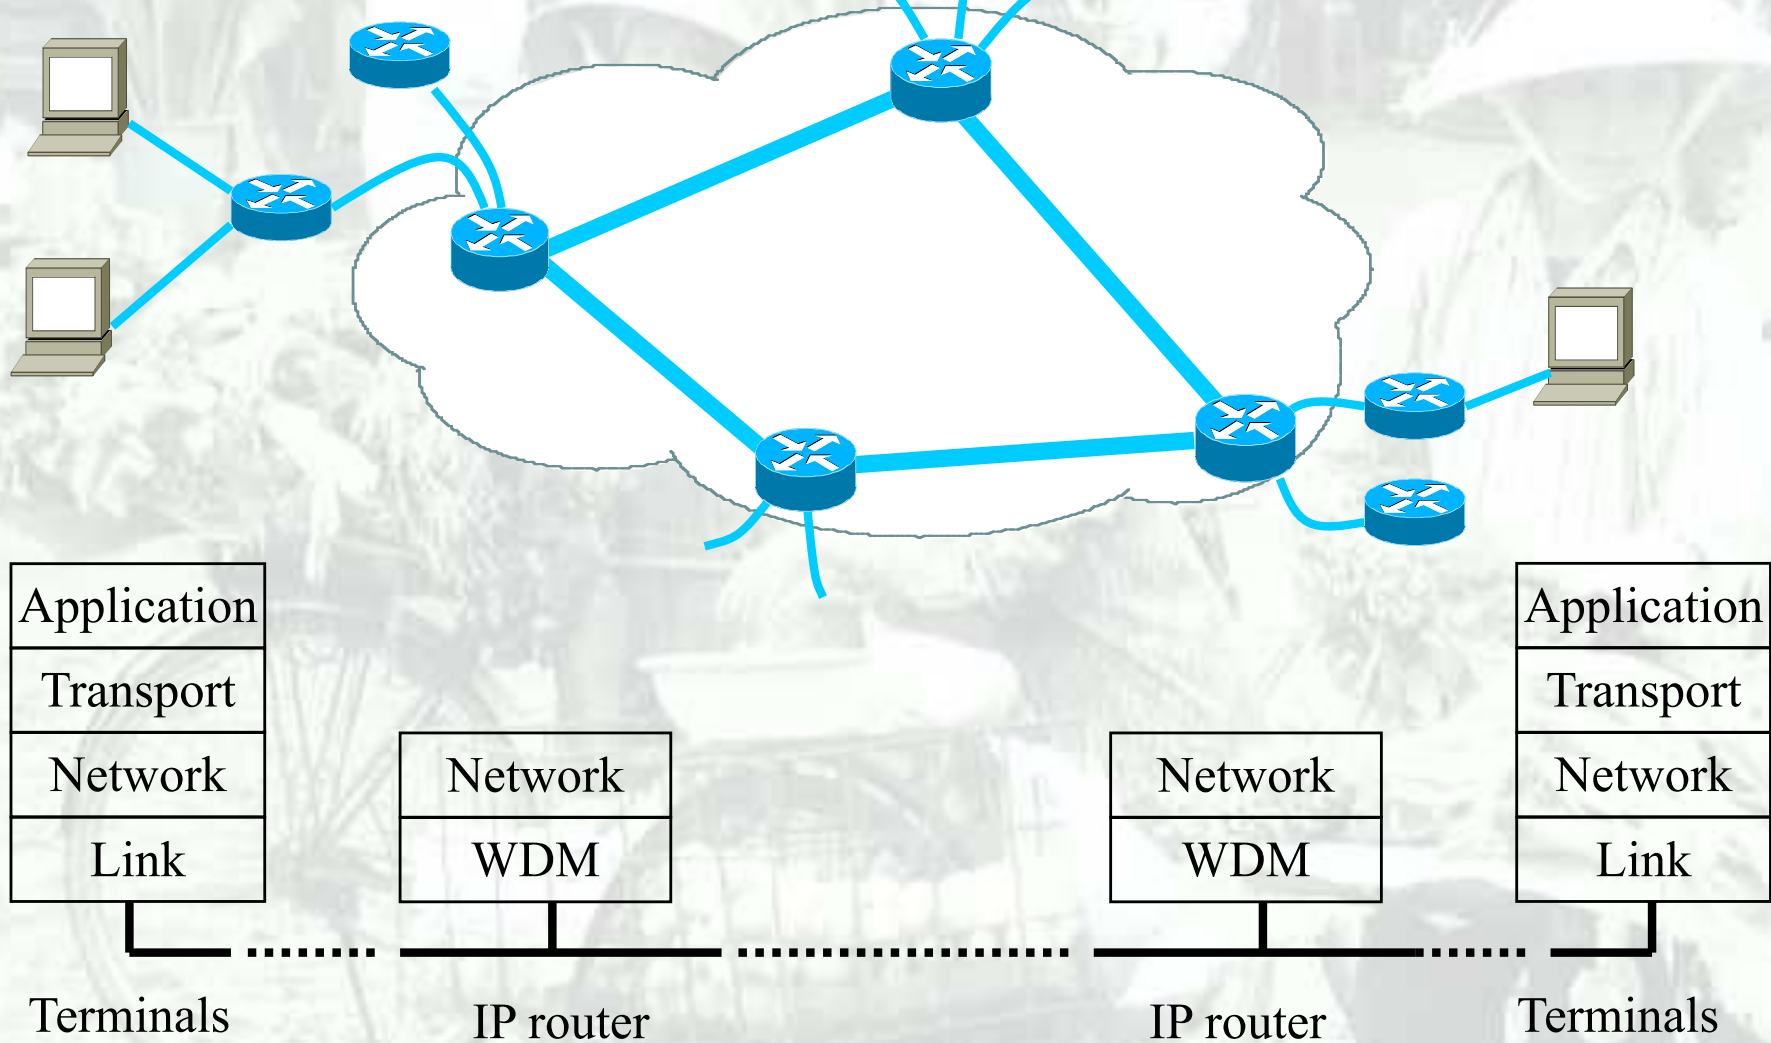 Application
Transport
Network
Link
Network
WDM
Network
WDM
Application
Transport
Network
Link
Terminals
IP router
IP router
Terminals